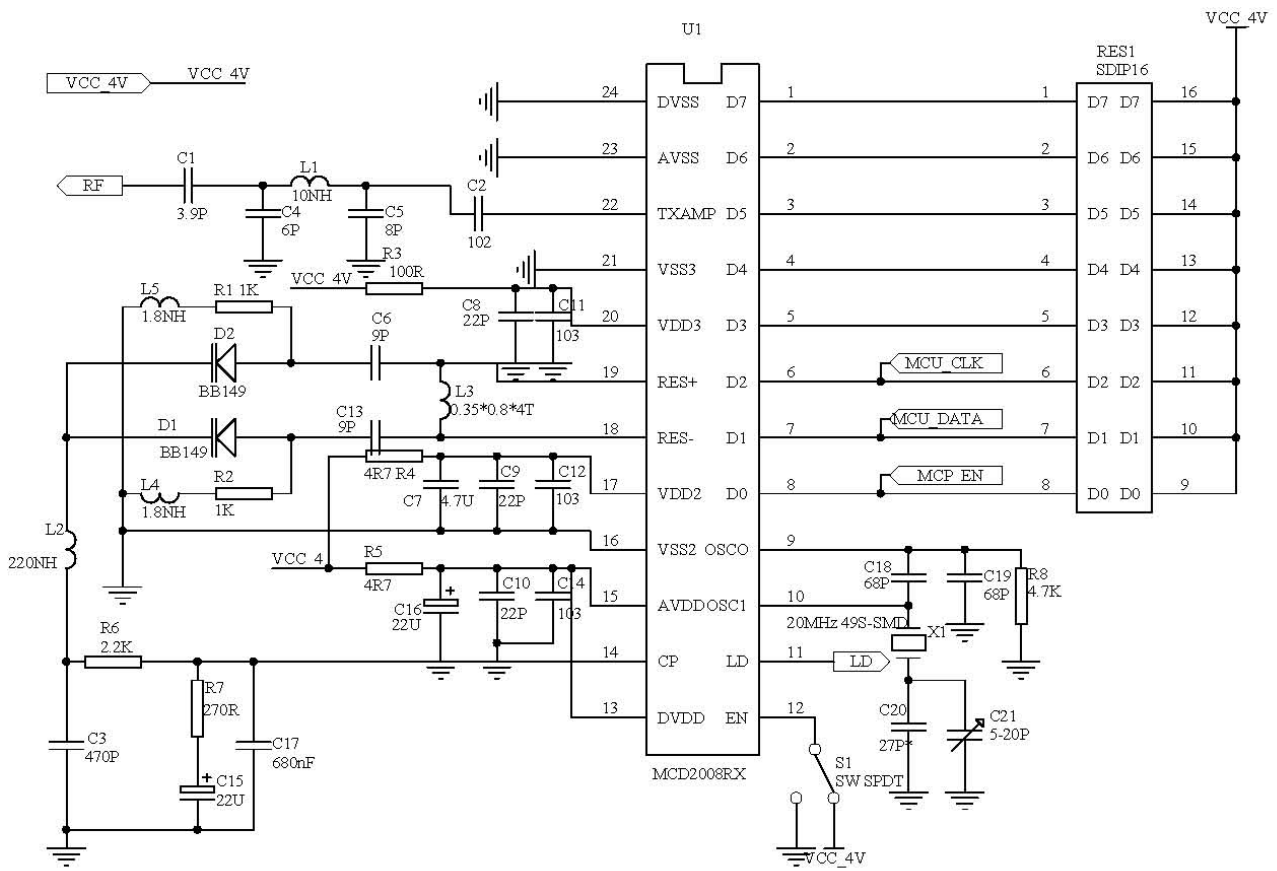 VCC_4V
U1
RES1
SDIP16
VCC_4V VCC_4V
24 DVSS D7 1 1 D7 D7 16
23 AVSS D6 2 2 D6 D6 15
C1
L1
C2
RF
10NH
3.9P
C4
6P
C5
8P
102
22 TXAMP D5 3 3 D5 D5 14
R3
100R
21 VSS3 D4 4 4 D4 D4 13
VCC_4V
L5
1.8NH
R1 1K
C8
22P
C11
103
20 VDD3 D3 5 5 D3 D3 12
D2
BB149
C6
9P
MCU_CLK
19 RES+ D2 6 6 D2 D2 11
L3
0.35*0.8*4T
D1
BB149
C13
9P
MCU_DATA
18 RES- D1 7 7 D1 D1 10
4R7 R4
C7
4.7U
C9
22P
C12
103
MCP_EN
17 VDD2 D0 8 8 D0 D0 9
L4
1.8NH
R2
1K
L2
220NH
16 VSS2 OSCO 9
VCC_4
R5
4R7
C16
22U
C10
22P
C14
103
C18
68P
C19
68P
R8
4.7K
15 AVDD OSC1 10
20MHz 49S-SMD
X1
R6
2.2K
14 CP LD 11
LD
R7
270R
13 DVDD EN 12
C20
27P*
C21
5-20P
C3
470P
C17
680nF
C15
22U
MCD2008RX
S1
SW SPDT
VCC_4V